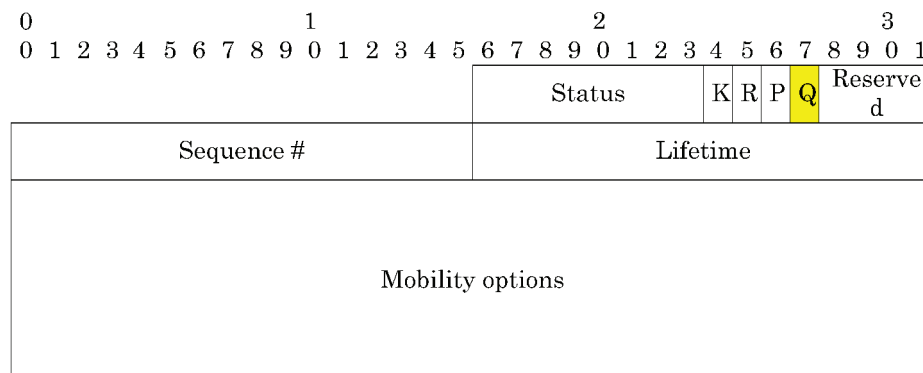 0 1 2 3
0 1 2 3 4 5 6 7 8 9 0 1 2 3 4 5 6 7 8 9 0 1 2 3 4 5 6 7 8 9 0 1
Status K R P Q Reserve
d
Sequence # Lifetime
Mobility options